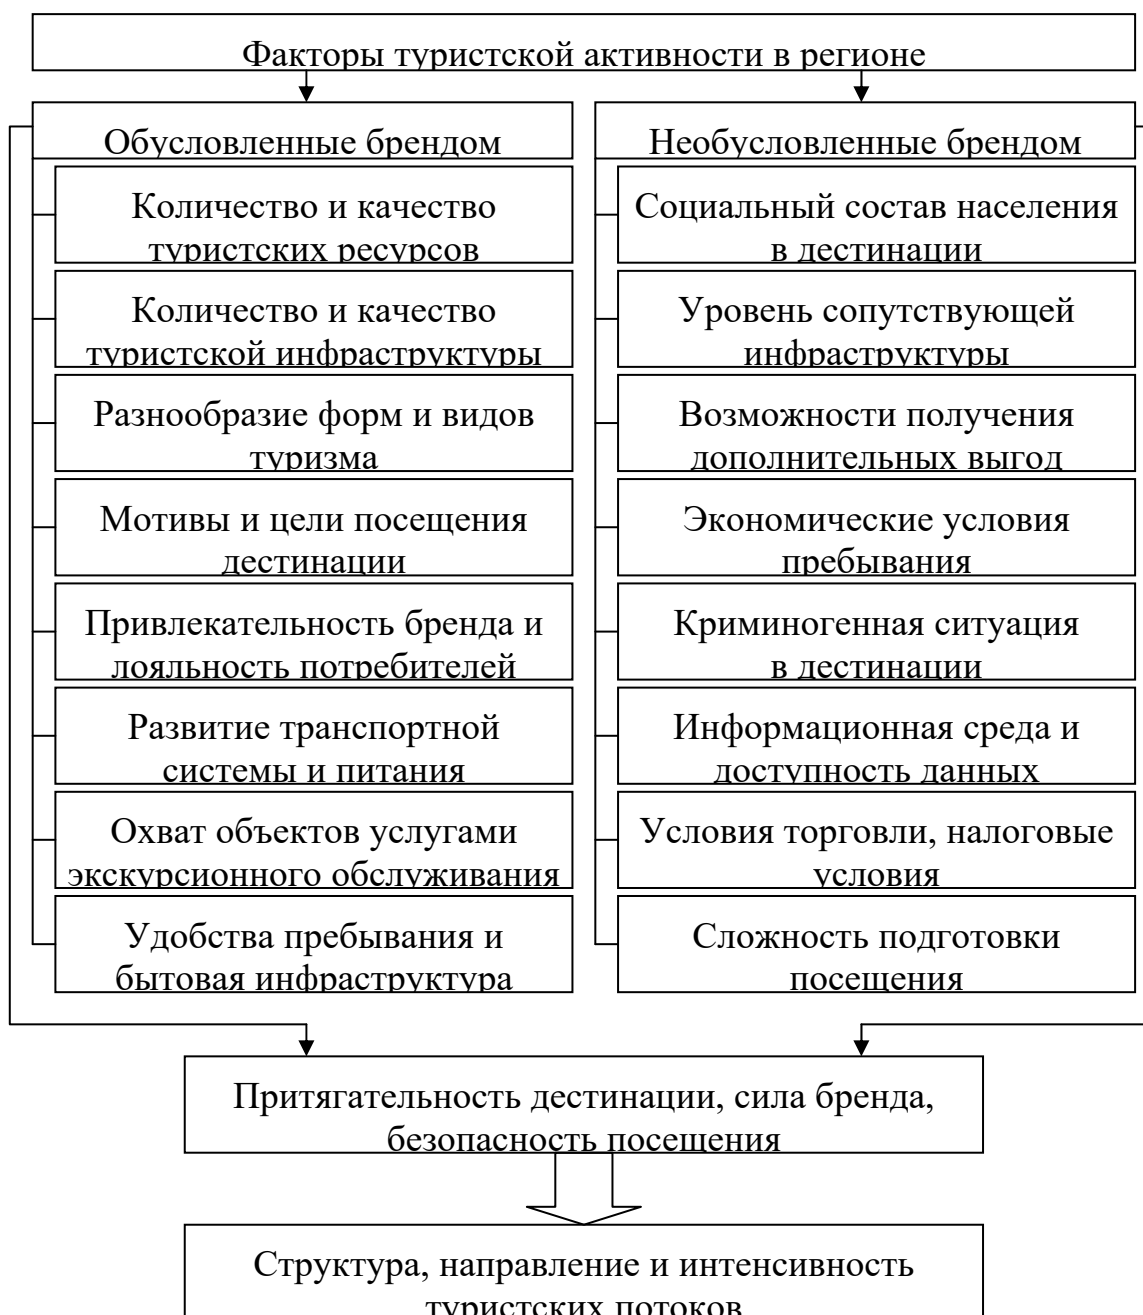 Факторы туристской активности в регионе
Обусловленные брендом
Количество и качество
туристских ресурсов
Количество и качество
туристской инфраструктуры
Разнообразие форм и видов
туризма
Мотивы и цели посещения
дестинации
Привлекательность бренда и
лояльность потребителей
Развитие транспортной
системы и питания
Охват объектов услугами
экскурсионного обслуживания
Удобства пребывания и
бытовая инфраструктура
Необусловленные брендом
Социальный состав населения
в дестинации
Уровень сопутствующей
инфраструктуры
Возможности получения
дополнительных выгод
Экономические условия
пребывания
Криминогенная ситуация
в дестинации
Информационная среда и
доступность данных
Условия торговли, налоговые
условия
Сложность подготовки
посещения
Притягательность дестинации, сила бренда,
безопасность посещения
Структура, направление и интенсивность
туристских потоков